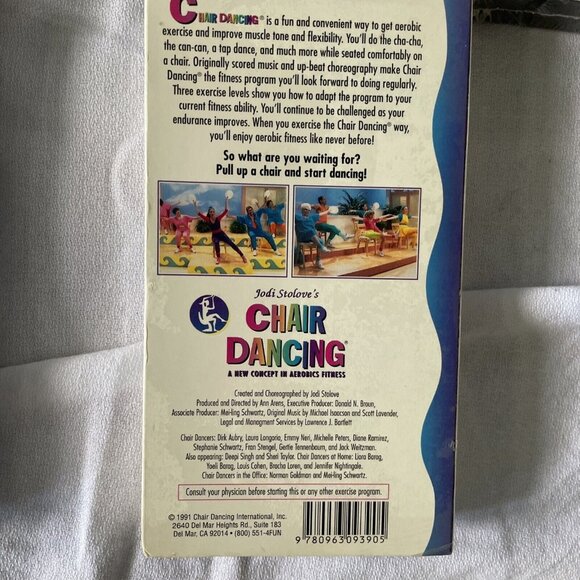 CHAIR DANCING® is a fun and convenient way to get aerobic
exercise and improve muscle tone and flexibility. You'll do the cha-cha,
the can-can, a tap dance, and much more while seated comfortably on
a chair. Originally scored music and up-beat choreography make Chair
Dancing® the fitness program you'll look forward to doing regularly.
Three exercise levels show you how to adapt the program to your
current fitness ability. You'll continue to be challenged as your
endurance improves. When you exercise the Chair Dancing® way,
you'll enjoy aerobic fitness like never before!
So what are you waiting for?
Pull up a chair and start dancing!
Jodi Stolove's
CHAIR
DANCING®
A NEW CONCEPT IN AEROBICS FITNESS
Created and Choreographed by Jodi Stolove
Produced and Directed by Ann Arens, Executive Producer: Donald N. Braun,
Associate Producer: Mei-ling Schwartz, Original Music by Michael Isaacson and Scott Lavender,
Legal and Managment Services by Lawrence J. Bartlett
Chair Dancers: Dirk Aubry, Laura Longoria, Emmy Neri, Michelle Peters, Diane Ramirez,
Stephanie Schwartz, Fran Stengel, Gertie Tennenbaum, and Jack Weitzman.
Also appearing: Deepi Singh and Sheri Taylor. Chair Dancers at Home: Liora Barag,
Yaeli Barag, Louis Cohen, Bracha Loren, and Jennifer Nightingale.
Chair Dancers in the Office: Norman Goldman and Mei-ling Schwartz.
Consult your physician before starting this or any other exercise program.
© 1991 Chair Dancing International, Inc.
2640 Del Mar Heights Rd., Suite 183
Del Mar, CA 92014 • (800) 551-4FUN
9 780963 093905